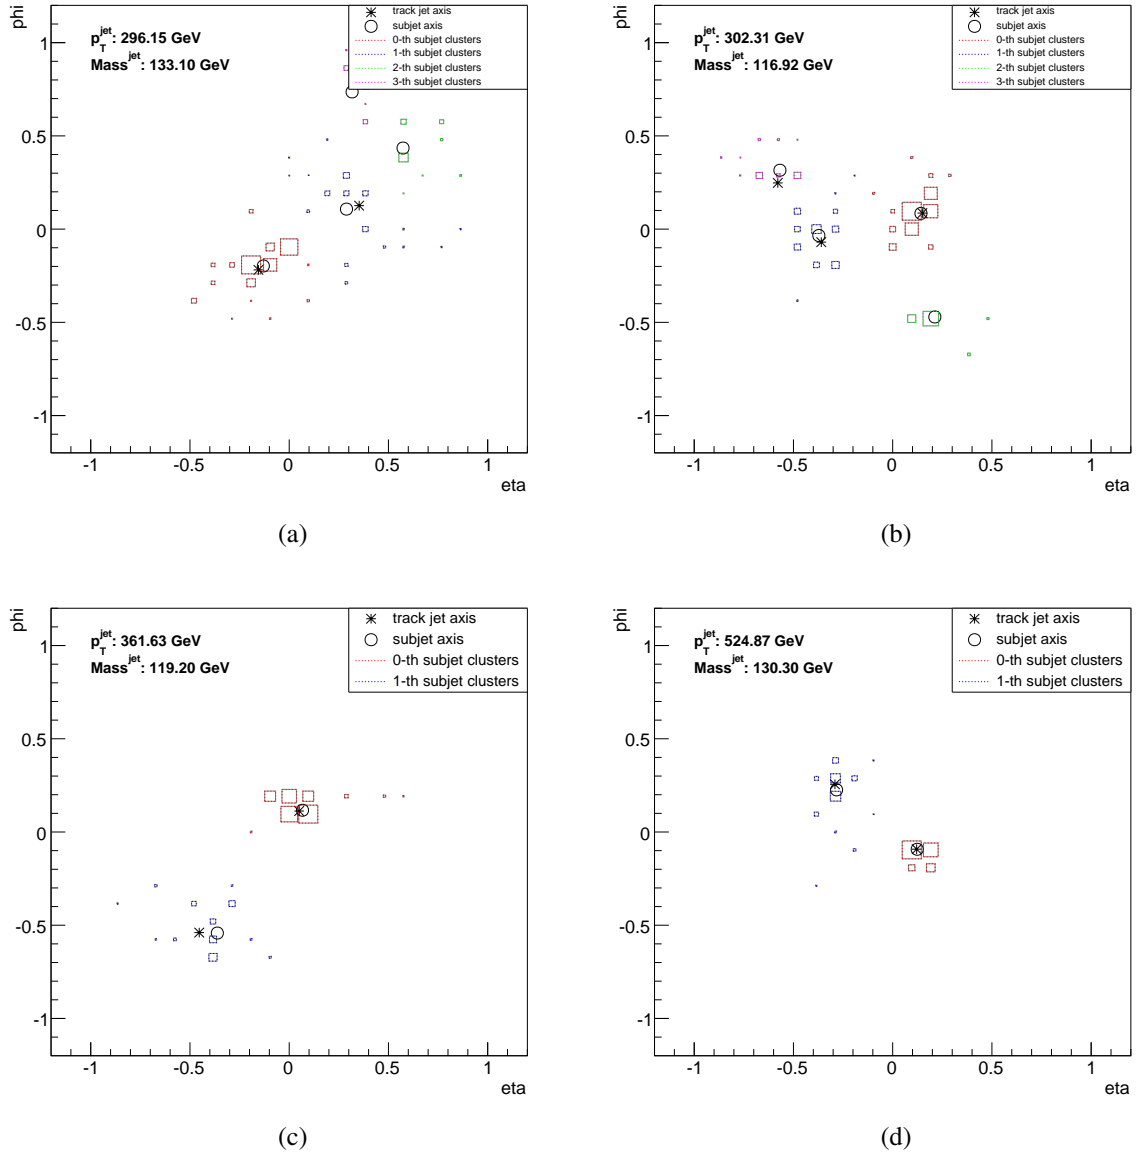 phi
p_T^jet: 296.15 GeV
Mass^jet: 133.10 GeV
track jet axis
subjet axis
0-th subjet clusters
1-th subjet clusters
2-th subjet clusters
3-th subjet clusters
1
0.5
0
-0.5
-1
-1 -0.5 0 0.5 1
eta
(a)
phi
p_T^jet: 302.31 GeV
Mass^jet: 116.92 GeV
track jet axis
subjet axis
0-th subjet clusters
1-th subjet clusters
2-th subjet clusters
3-th subjet clusters
1
0.5
0
-0.5
-1
-1 -0.5 0 0.5 1
eta
(b)
phi
p_T^jet: 361.63 GeV
Mass^jet: 119.20 GeV
track jet axis
subjet axis
0-th subjet clusters
1-th subjet clusters
1
0.5
0
-0.5
-1
-1 -0.5 0 0.5 1
eta
(c)
phi
p_T^jet: 524.87 GeV
Mass^jet: 130.30 GeV
track jet axis
subjet axis
0-th subjet clusters
1-th subjet clusters
1
0.5
0
-0.5
-1
-1 -0.5 0 0.5 1
eta
(d)